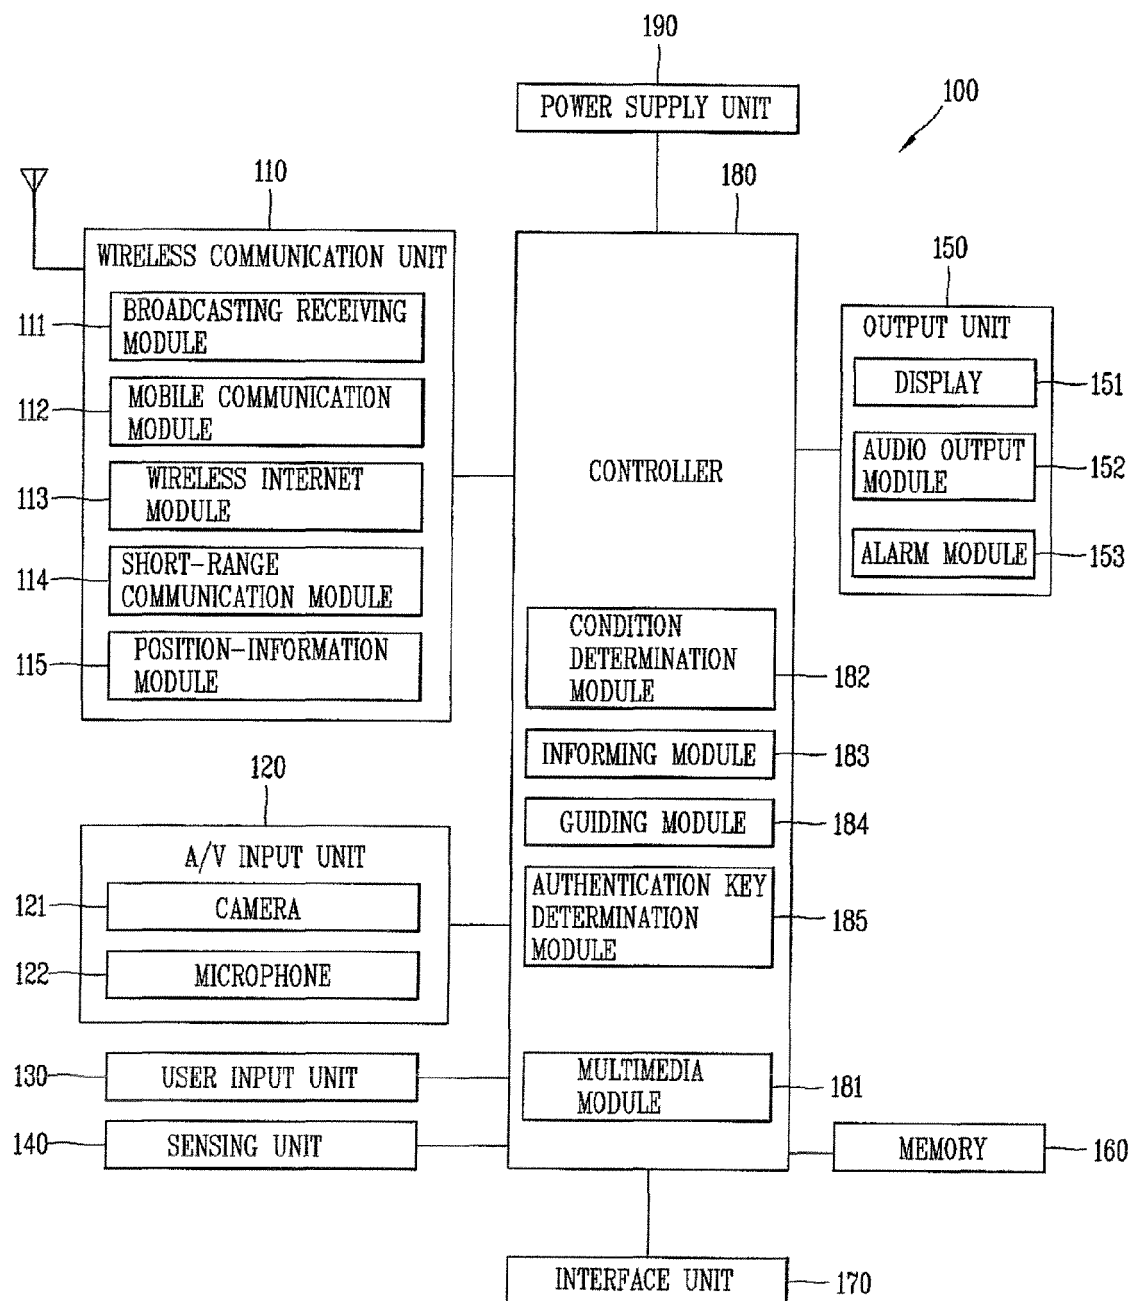 190
POWER SUPPLY UNIT
100
110
180
WIRELESS COMMUNICATION UNIT
150
OUTPUT UNIT
111
BROADCASTING RECEIVING
MODULE
DISPLAY
151
112
MOBILE COMMUNICATION
MODULE
AUDIO OUTPUT
MODULE
152
CONTROLLER
113
WIRELESS INTERNET
MODULE
ALARM MODULE
153
114
SHORT-RANGE
COMMUNICATION MODULE
115
POSITION-INFORMATION
MODULE
CONDITION
DETERMINATION
MODULE
182
INFORMING MODULE
183
120
GUIDING MODULE
184
A/V INPUT UNIT
121
CAMERA
AUTHENTICATION KEY
DETERMINATION
MODULE
185
122
MICROPHONE
130
USER INPUT UNIT
MULTIMEDIA
MODULE
181
140
SENSING UNIT
MEMORY
160
INTERFACE UNIT
170